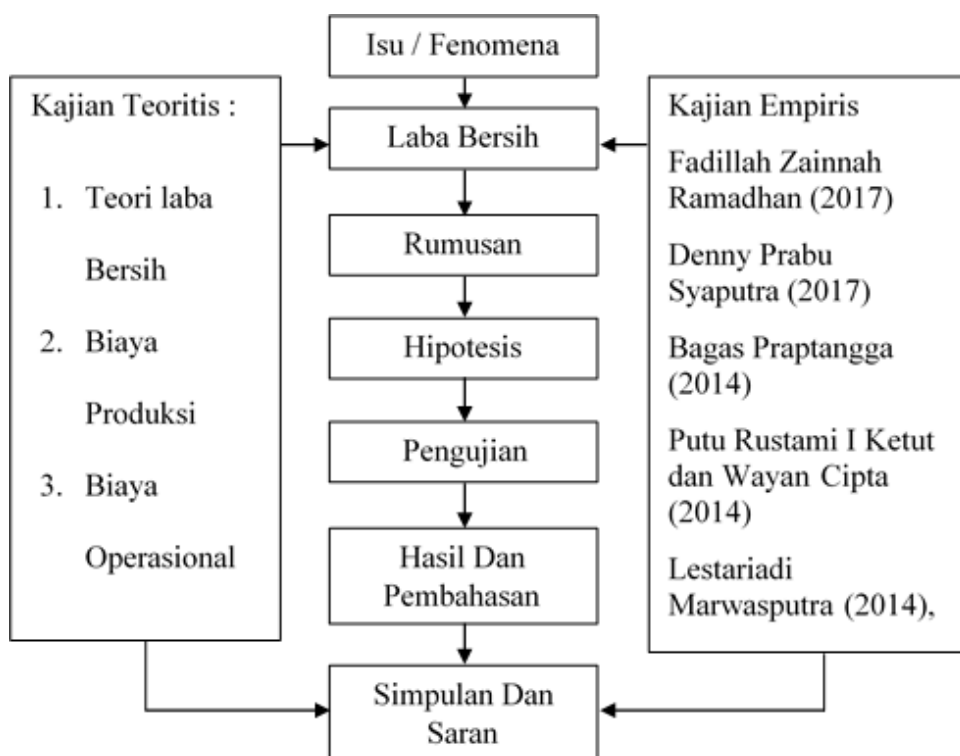 Isu / Fenomena
Kajian Teoritis :
1. Teori laba
Bersih
2. Biaya
Produksi
3. Biaya
Operasional
Laba Bersih
Rumusan
Hipotesis
Pengujian
Hasil Dan
Pembahasan
Simpulan Dan
Saran
Kajian Empiris
Fadillah Zainnah
Ramadhan (2017)
Denny Prabu
Syaputra (2017)
Bagas Praptangga
(2014)
Putu Rustami I Ketut
dan Wayan Cipta
(2014)
Lestariadi
Marwasputra (2014),